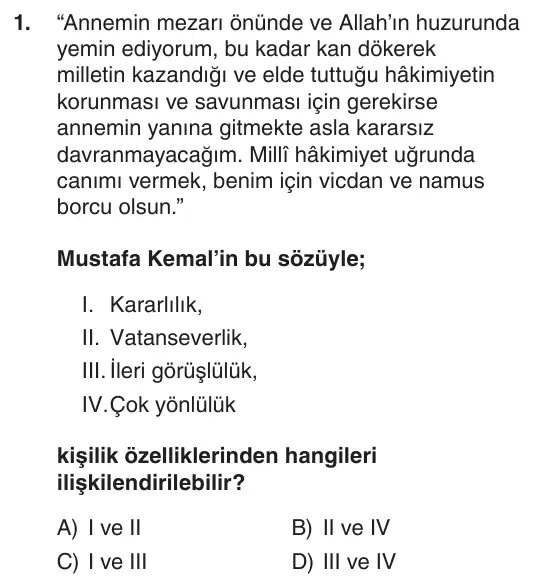 1. “Annemin mezarı önünde ve Allah’ın huzurunda
yemin ediyorum, bu kadar kan dökerek
milletin kazandığı ve elde tuttuğu hâkimiyetin
korunması ve savunması için gerekirse
annemin yanına gitmekte asla kararsız
davranmayacağım. Millî hâkimiyet uğrunda
canımı vermek, benim için vicdan ve namus
borcu olsun.”
Mustafa Kemal’in bu sözüyle;
I. Kararlılık,
II. Vatanseverlik,
III. İleri görüşlülük,
IV.Çok yönlülük
kişilik özelliklerinden hangileri
ilişkilendirilebilir?
A) I ve II B) II ve IV
C) I ve III D) III ve IV